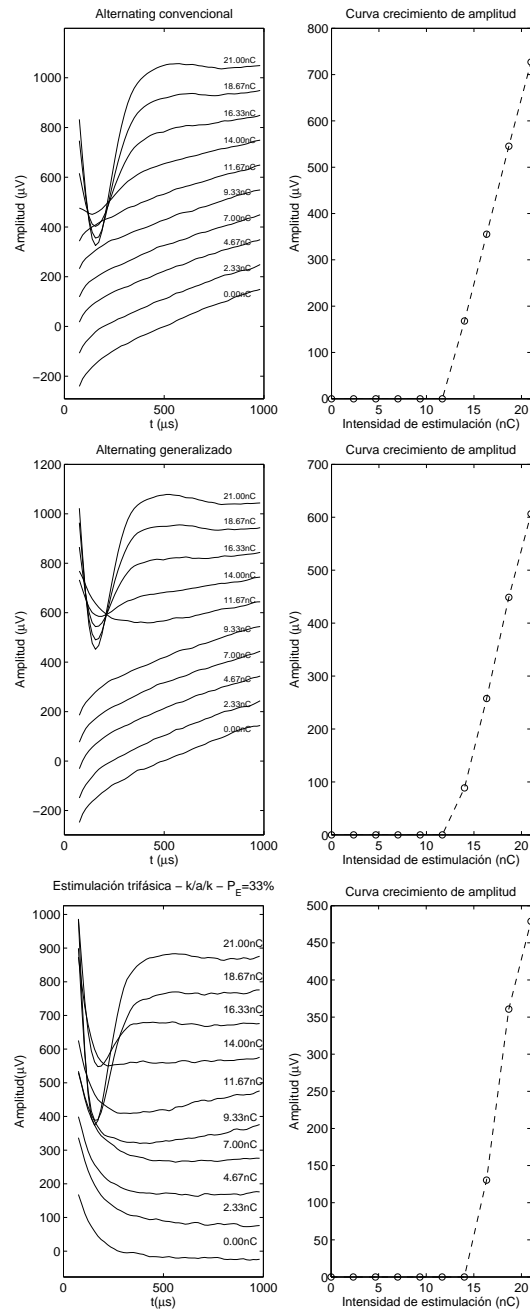 Alternating convencional
Curva crecimiento de amplitud
1000
800
600
400
200
0
−200
Amplitud (μV)
21.00nC
18.67nC
16.33nC
14.00nC
11.67nC
9.33nC
7.00nC
4.67nC
2.33nC
0.00nC
0
500
1000
t (μs)
800
700
600
500
400
300
200
100
0
Amplitud (μV)
0
5
10
15
20
Intensidad de estimulación (nC)
Alternating generalizado
Curva crecimiento de amplitud
1200
1000
800
600
400
200
0
−200
Amplitud (μV)
21.00nC
18.67nC
16.33nC
14.00nC
11.67nC
9.33nC
7.00nC
4.67nC
2.33nC
0.00nC
0
500
1000
t (μs)
700
600
500
400
300
200
100
0
Amplitud (μV)
0
5
10
15
20
Intensidad de estimulación (nC)
Estimulación trifásica − k/a/k − P_E=33%
Curva crecimiento de amplitud
1000
900
800
700
600
500
400
300
200
100
0
Amplitud(μV)
21.00nC
18.67nC
16.33nC
14.00nC
11.67nC
9.33nC
7.00nC
4.67nC
2.33nC
0.00nC
0
500
1000
t(μs)
500
450
400
350
300
250
200
150
100
50
0
Amplitud (μV)
0
5
10
15
20
Intensidad de estimulación (nC)